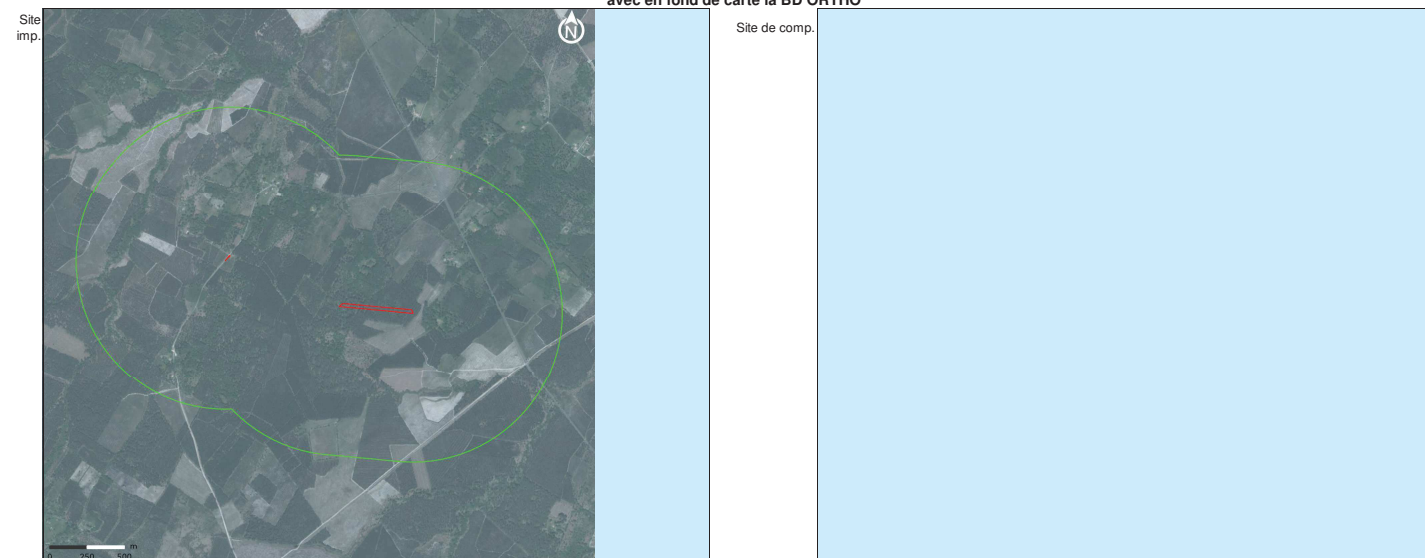 avec en fond de carte la BD ORTHO
Site
imp.
N
Site de comp.
m
0 250 500